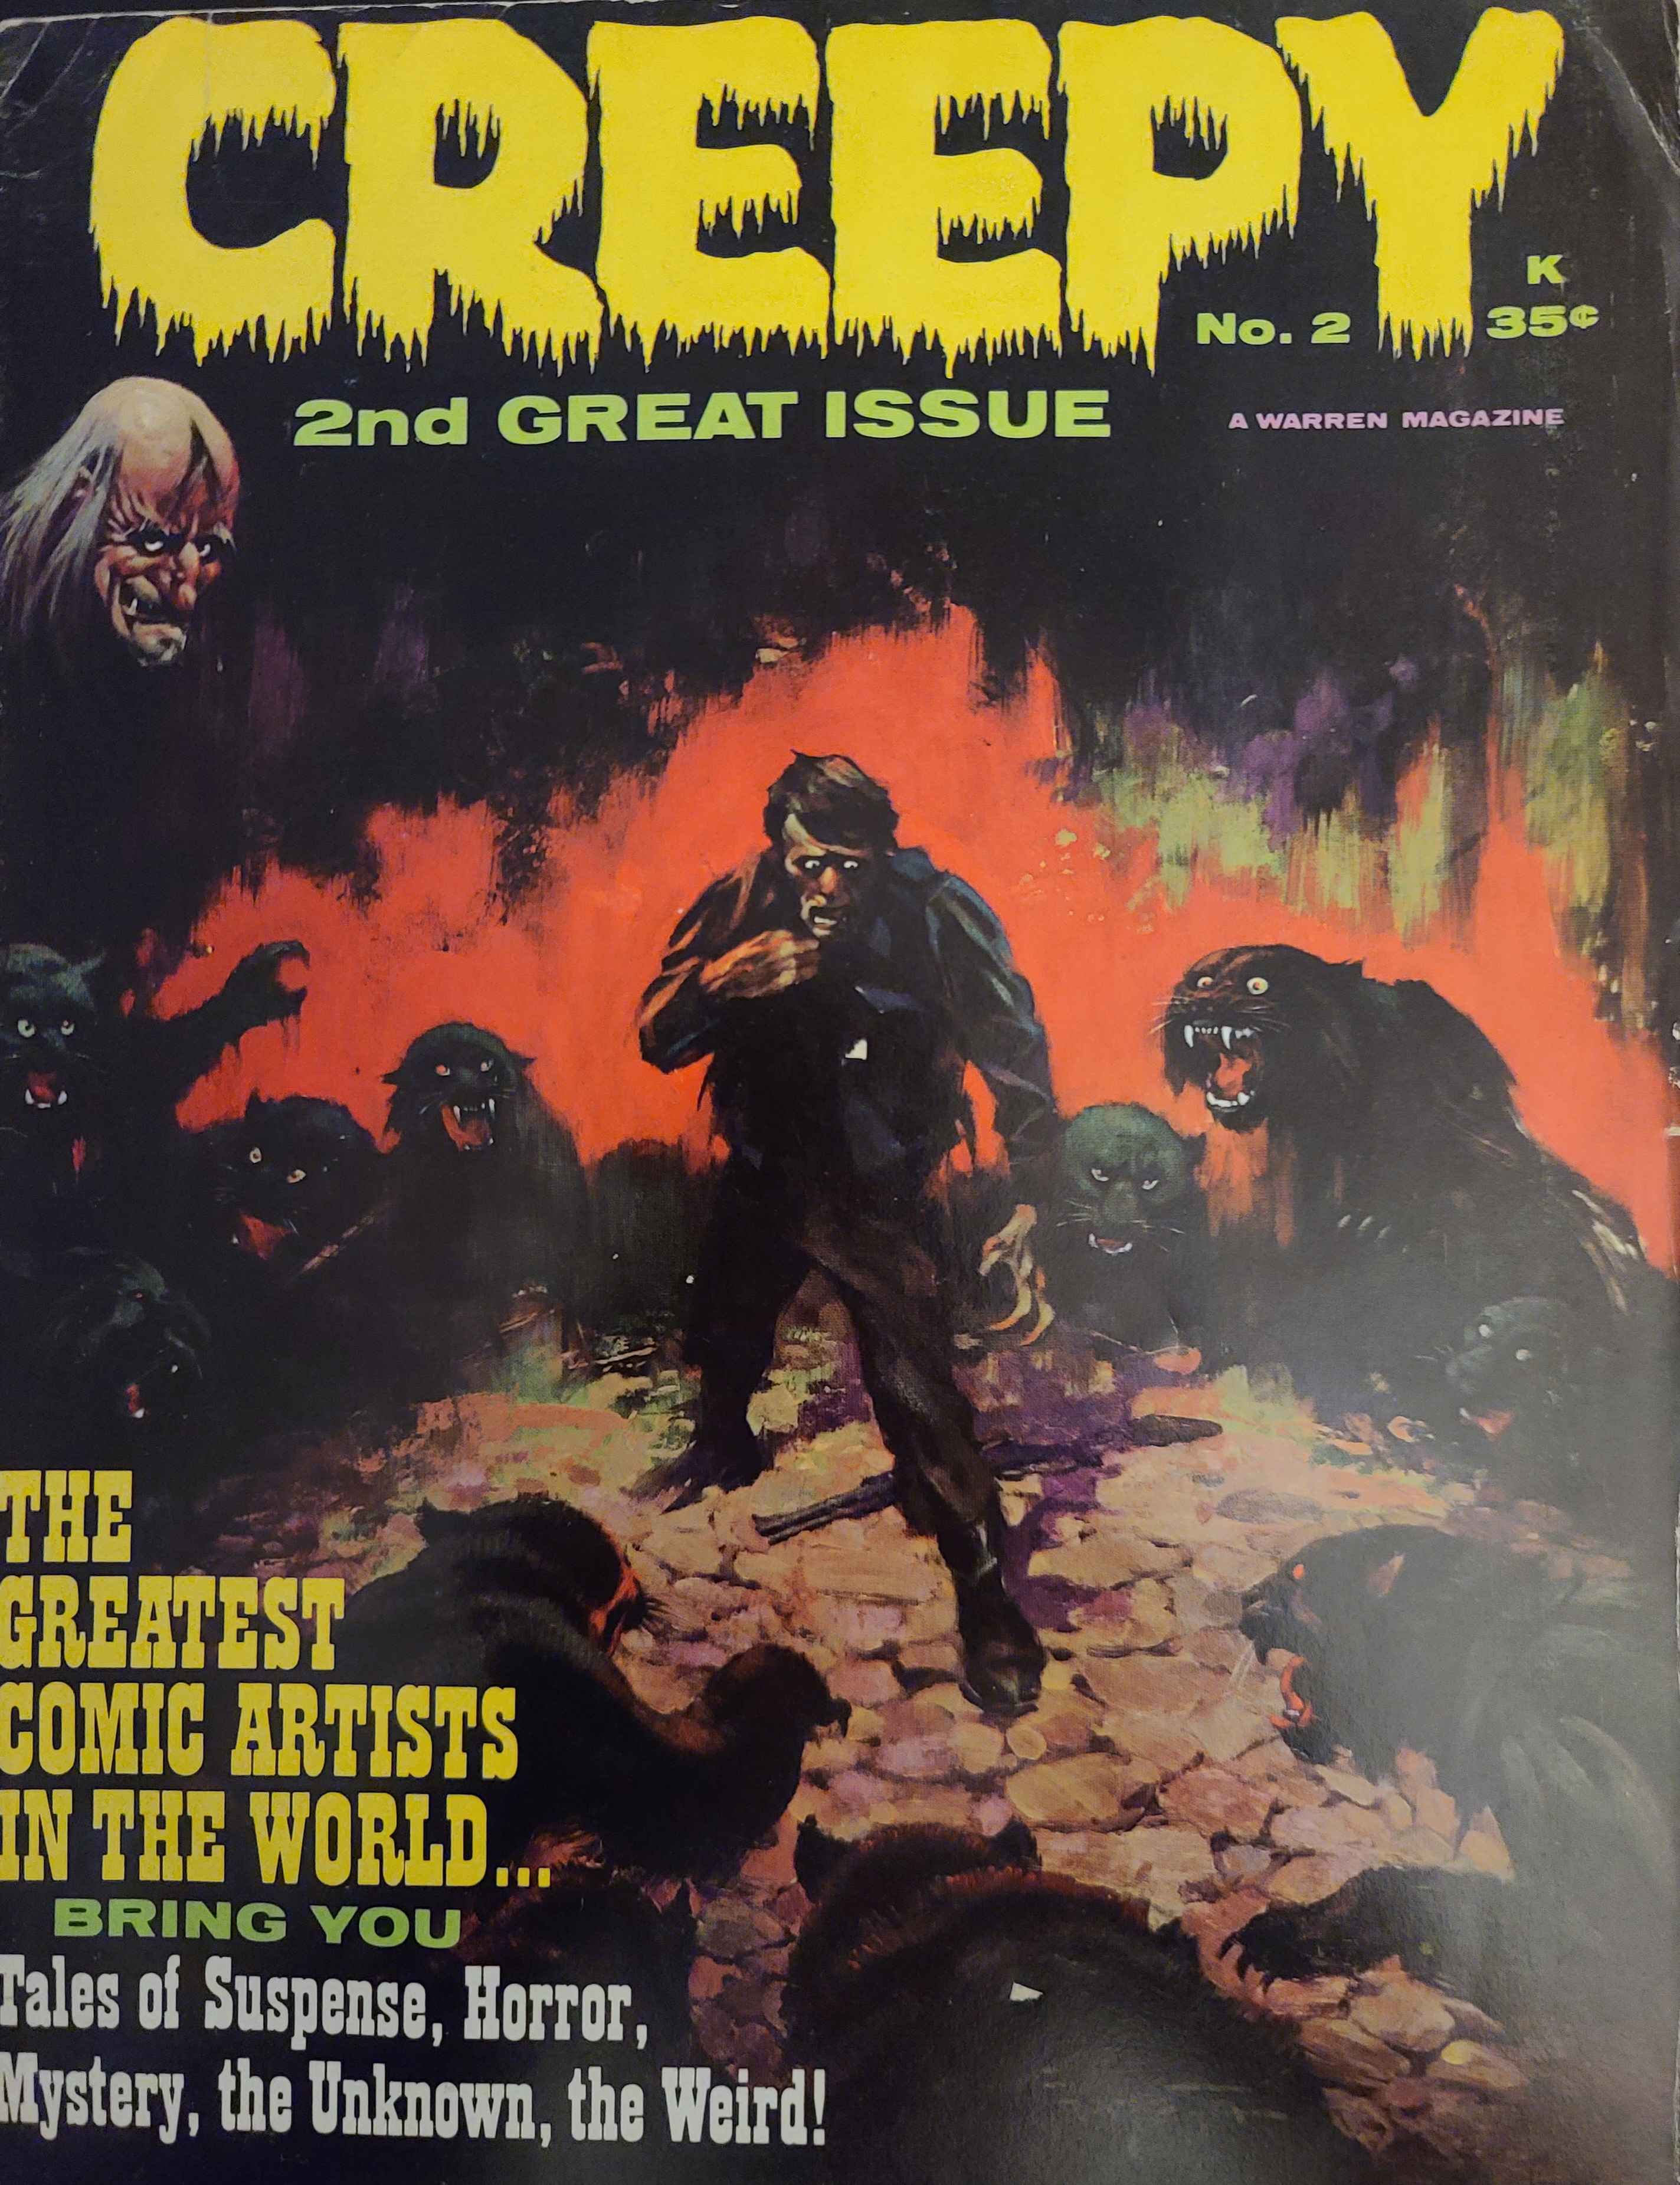 CREEPY
K
No. 2 35¢
2nd GREAT ISSUE
A WARREN MAGAZINE
THE
GREATEST
COMIC ARTISTS
IN THE WORLD...
BRING YOU
Tales of Suspense, Horror,
Mystery, the Unknown, the Weird!